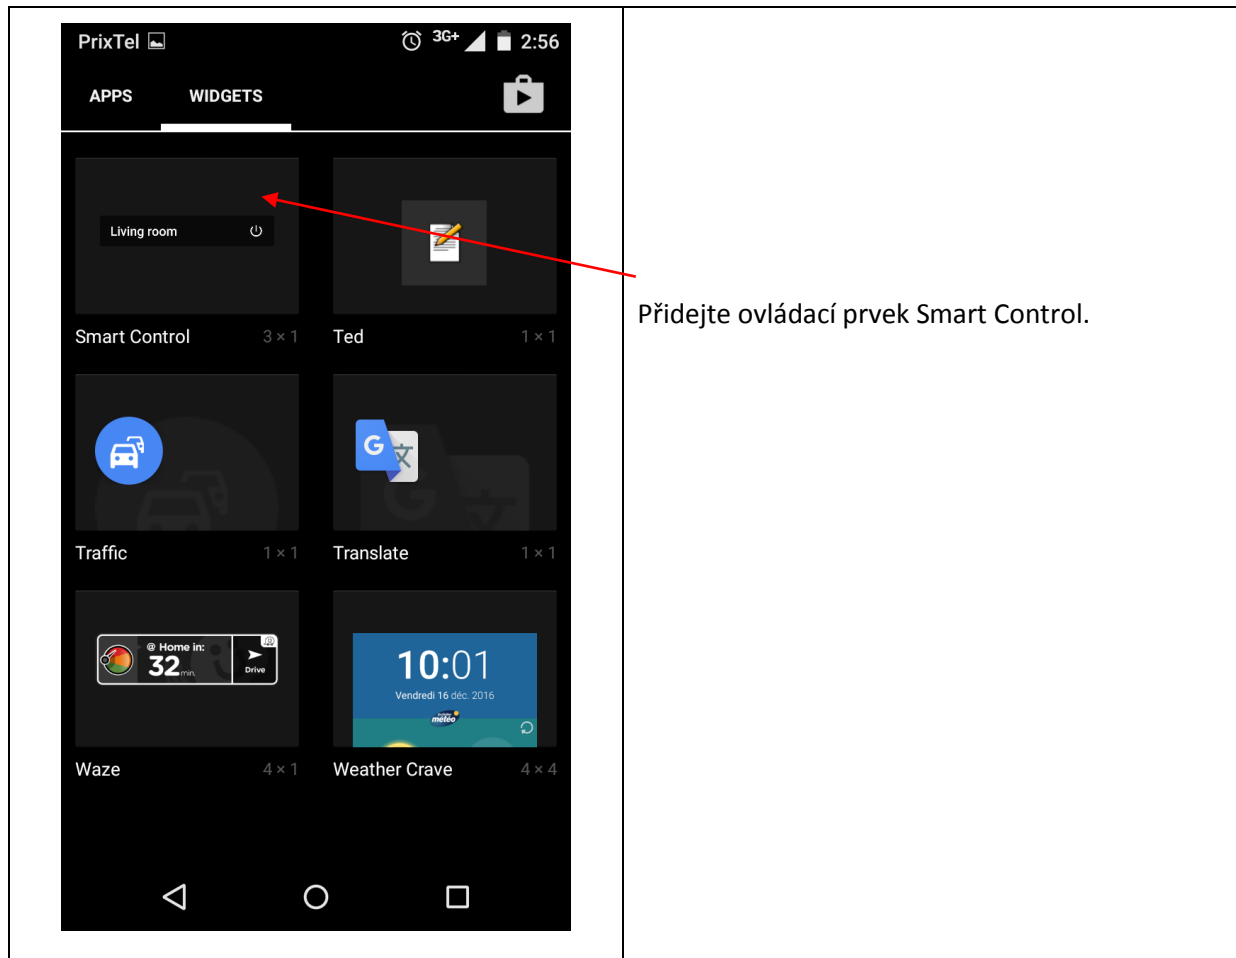 PrixTel 3G+ 2:56
APPS WIDGETS
Living room
Smart Control 3 × 1 Ted 1 × 1
G 文
Traffic 1 × 1 Translate 1 × 1
@ Home in:
32 min. Drive
10:01
Vendredi 16 déc. 2016
météo
Waze 4 × 1 Weather Crave 4 × 4
Přidejte ovládací prvek Smart Control.